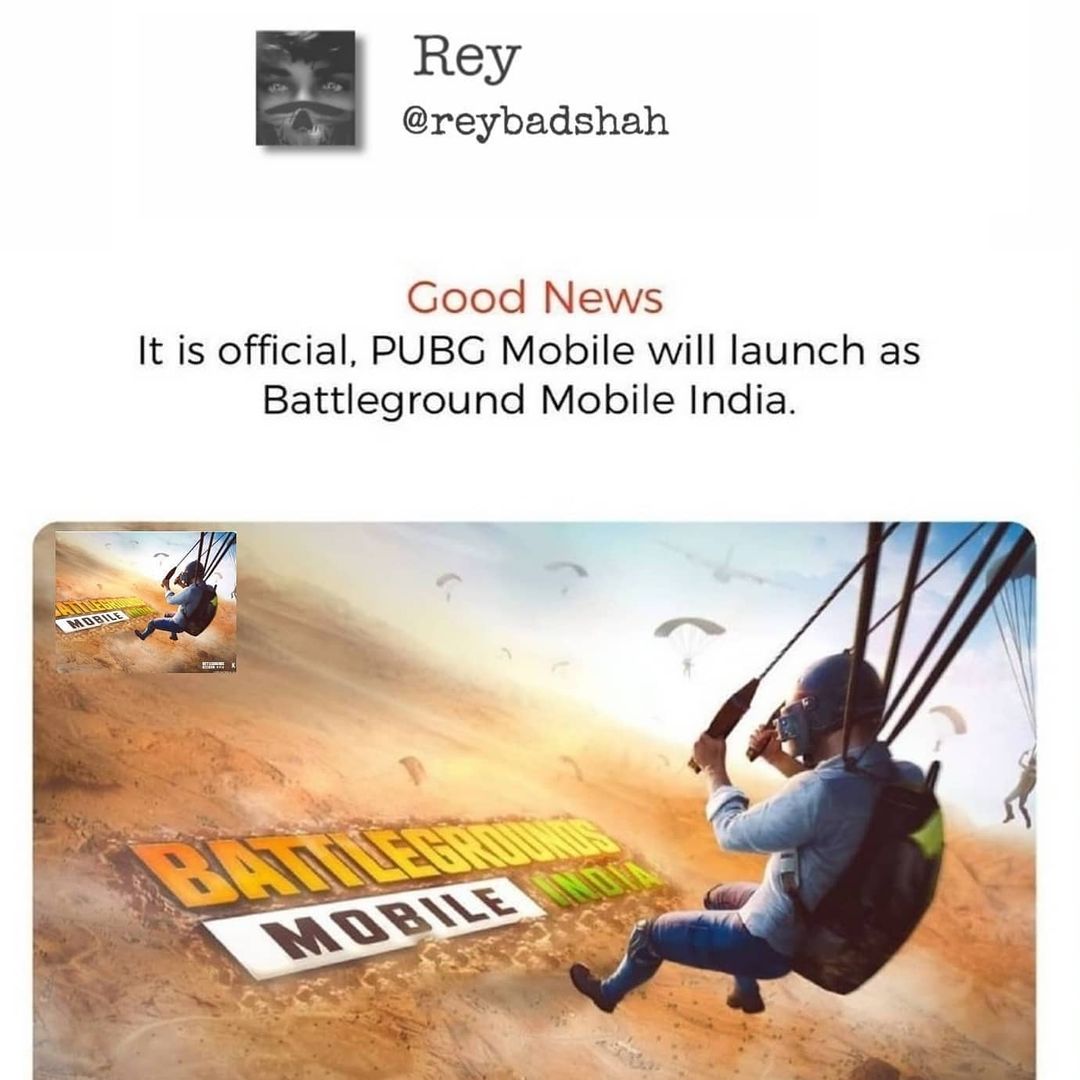 Rey
@reybadshah
Good News
It is official, PUBG Mobile will launch as
Battleground Mobile India.
BATTLEGROUNDS
MOBILE
BATTLEGROUNDS
MOBILE INDIA